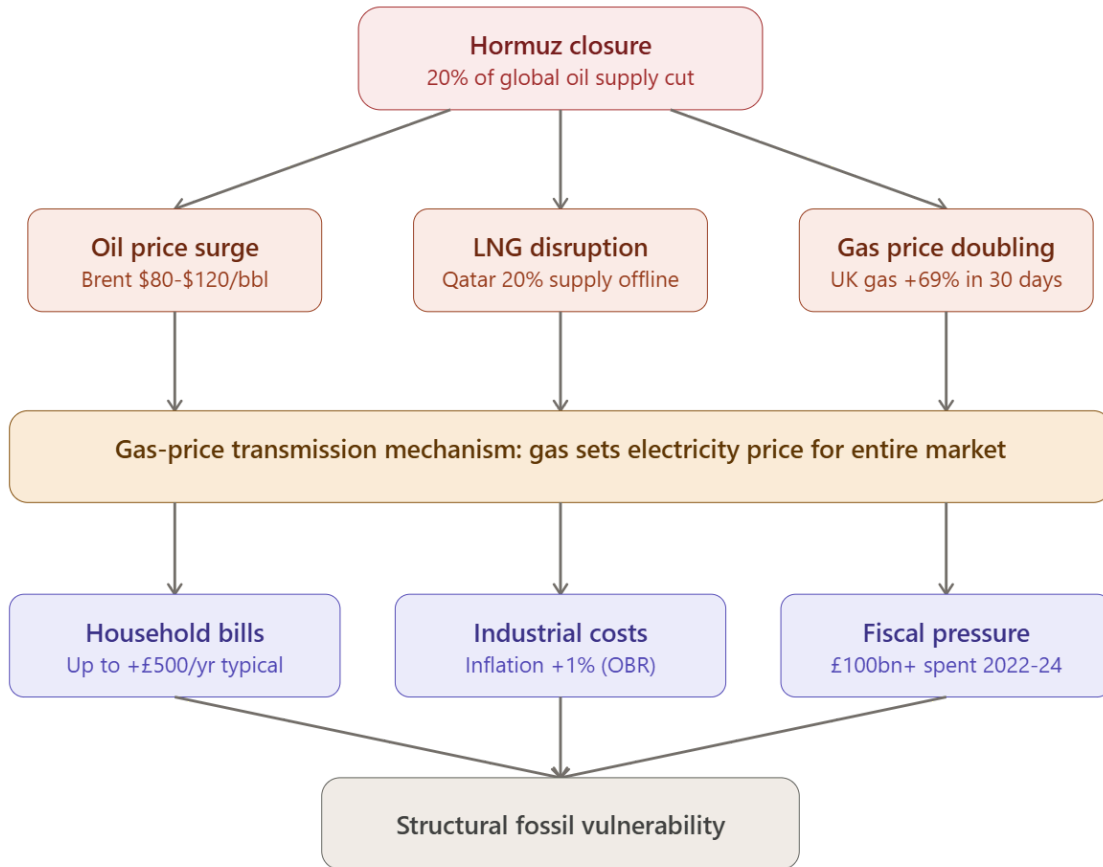 Hormuz closure
20% of global oil supply cut
Oil price surge
Brent $80-$120/bbl
LNG disruption
Qatar 20% supply offline
Gas price doubling
UK gas +69% in 30 days
Gas-price transmission mechanism: gas sets electricity price for entire market
Household bills
Up to +£500/yr typical
Industrial costs
Inflation +1% (OBR)
Fiscal pressure
£100bn+ spent 2022-24
Structural fossil vulnerability